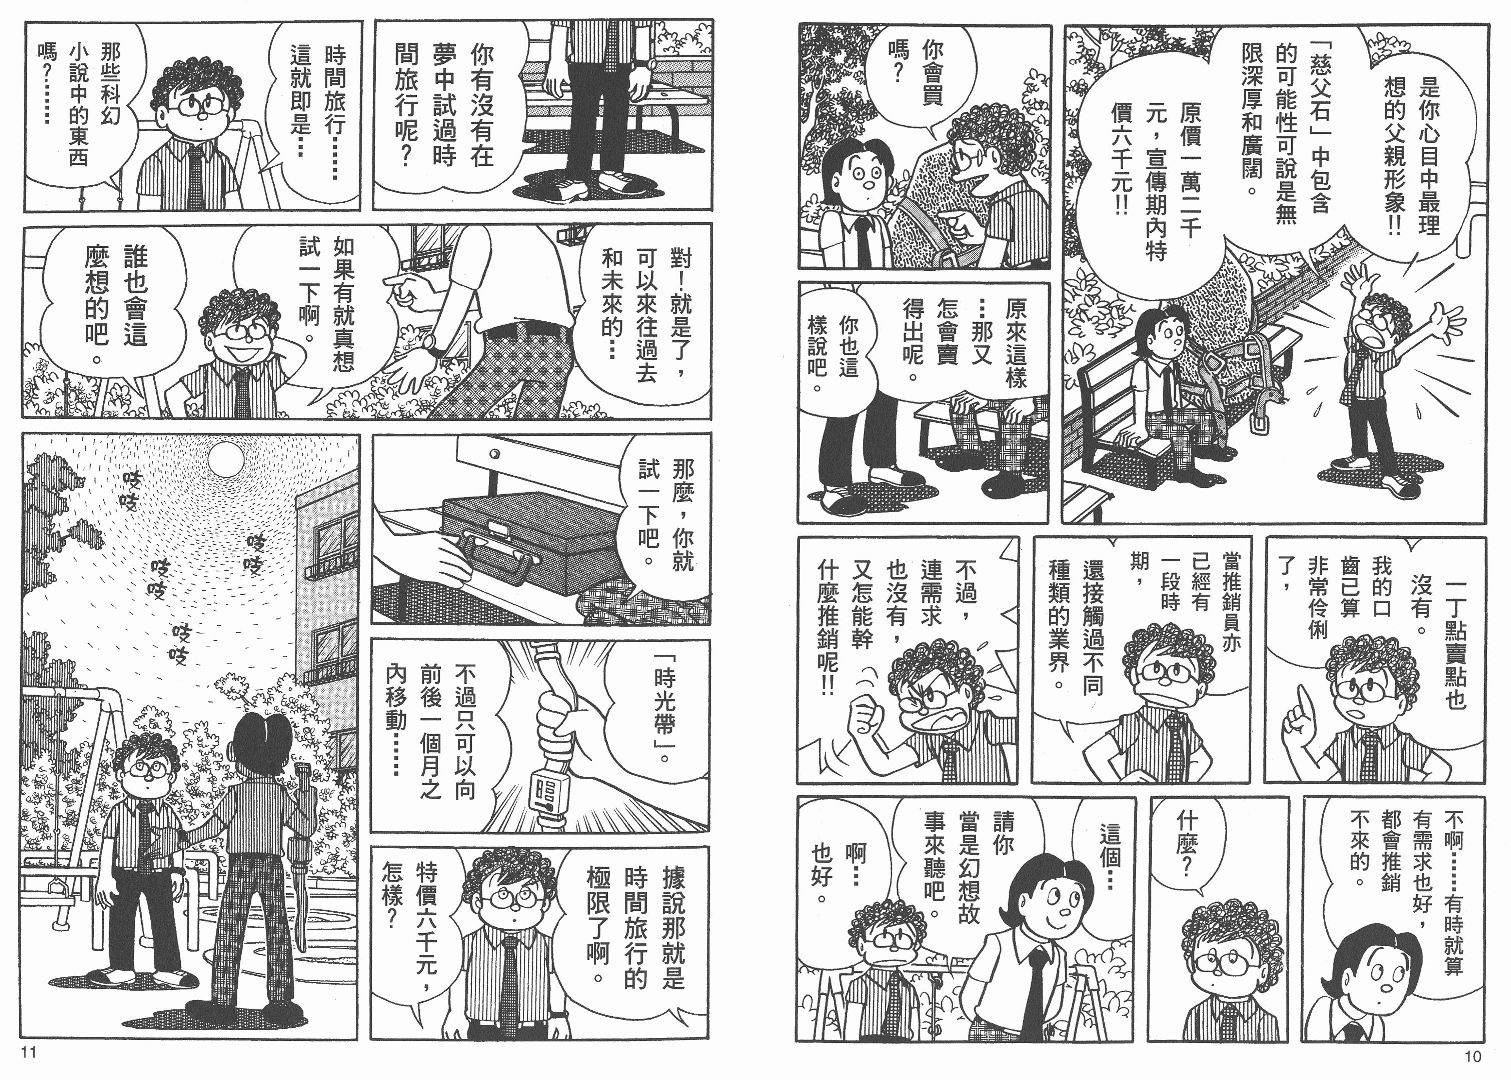 是你心目中最理
想的父親形象!!
「慈父石」中包含
的可能性可說是無
限深厚和廣闊。
原價一萬二千
元，宣傳期內特
價六千元!!
你會買
嗎？
原來這樣
…那又
怎會賣
得出呢。
你也這
樣說吧。
一丁點賣點也
沒有。
我的口
齒已算
非常伶俐
了，
當推銷員亦
已經有
一段時
期，
還接觸過不同
種類的業界。
不過，
連需求
也沒有，
又怎能幹
什麼推銷呢!!
不啊……有時就算
有需求也好，
都會推銷
不來的。
什麼？
這個…
請你
當是幻想故
事來聽吧。
啊…
也好。
10
你有沒有在
夢中試過時
間旅行呢？
時間旅行……
這就即是…
那些科幻
小說中的東西
嗎？……
對！就是了，
可以來往過去
和未來的…
如果有就真想
試一下啊。
誰也會這
麼想的吧。
那麼，你就
試一下吧。
「時光帶」。
不過只可以向
前後一個月之
內移動……
據說那就是
時間旅行的
極限了啊。
特價六千元，
怎樣？
吱
吱
吱
吱
吱
吱
吱
吱
11